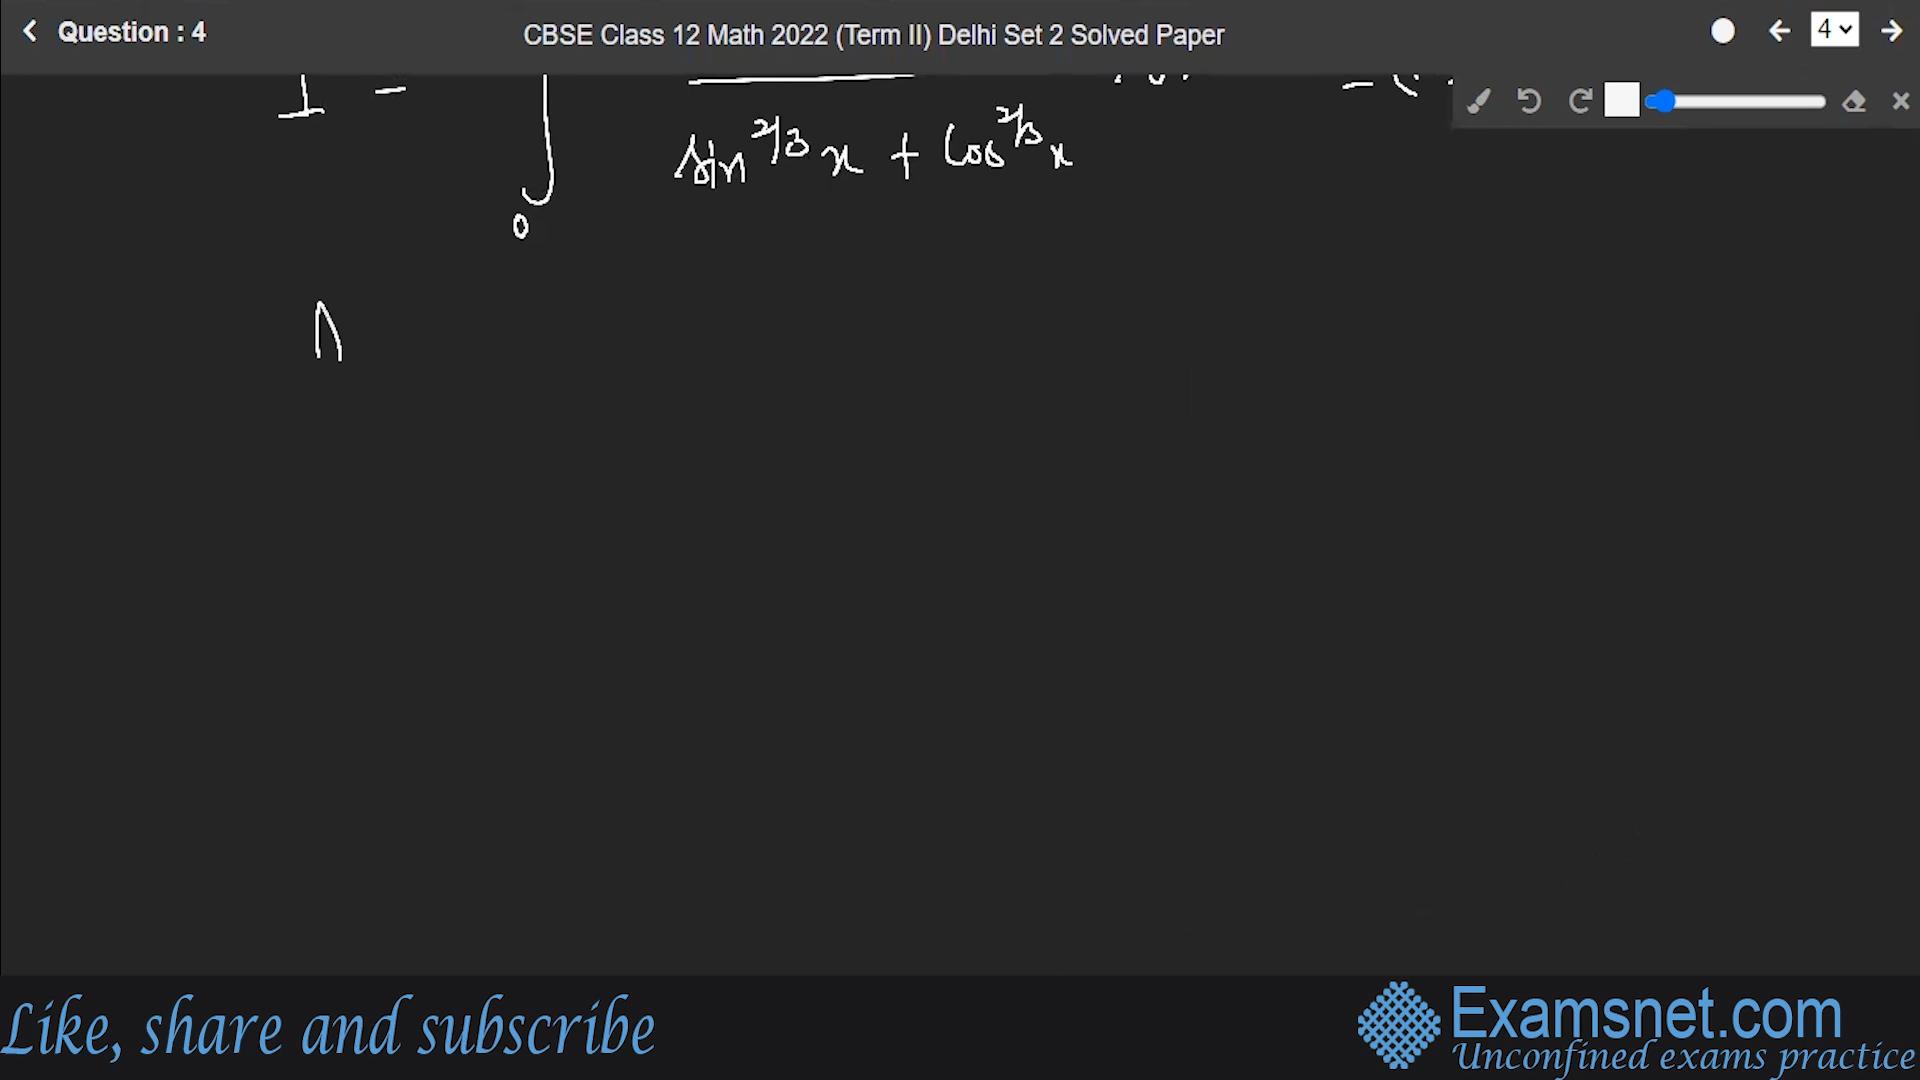 Question : 4
CBSE Class 12 Math 2022 (Term II) Delhi Set 2 Solved Paper
4
I =
sin^2/3 x + cos^2/3 x
0
Like, share and subscribe
Examsnet.com
Unconfined exams practice